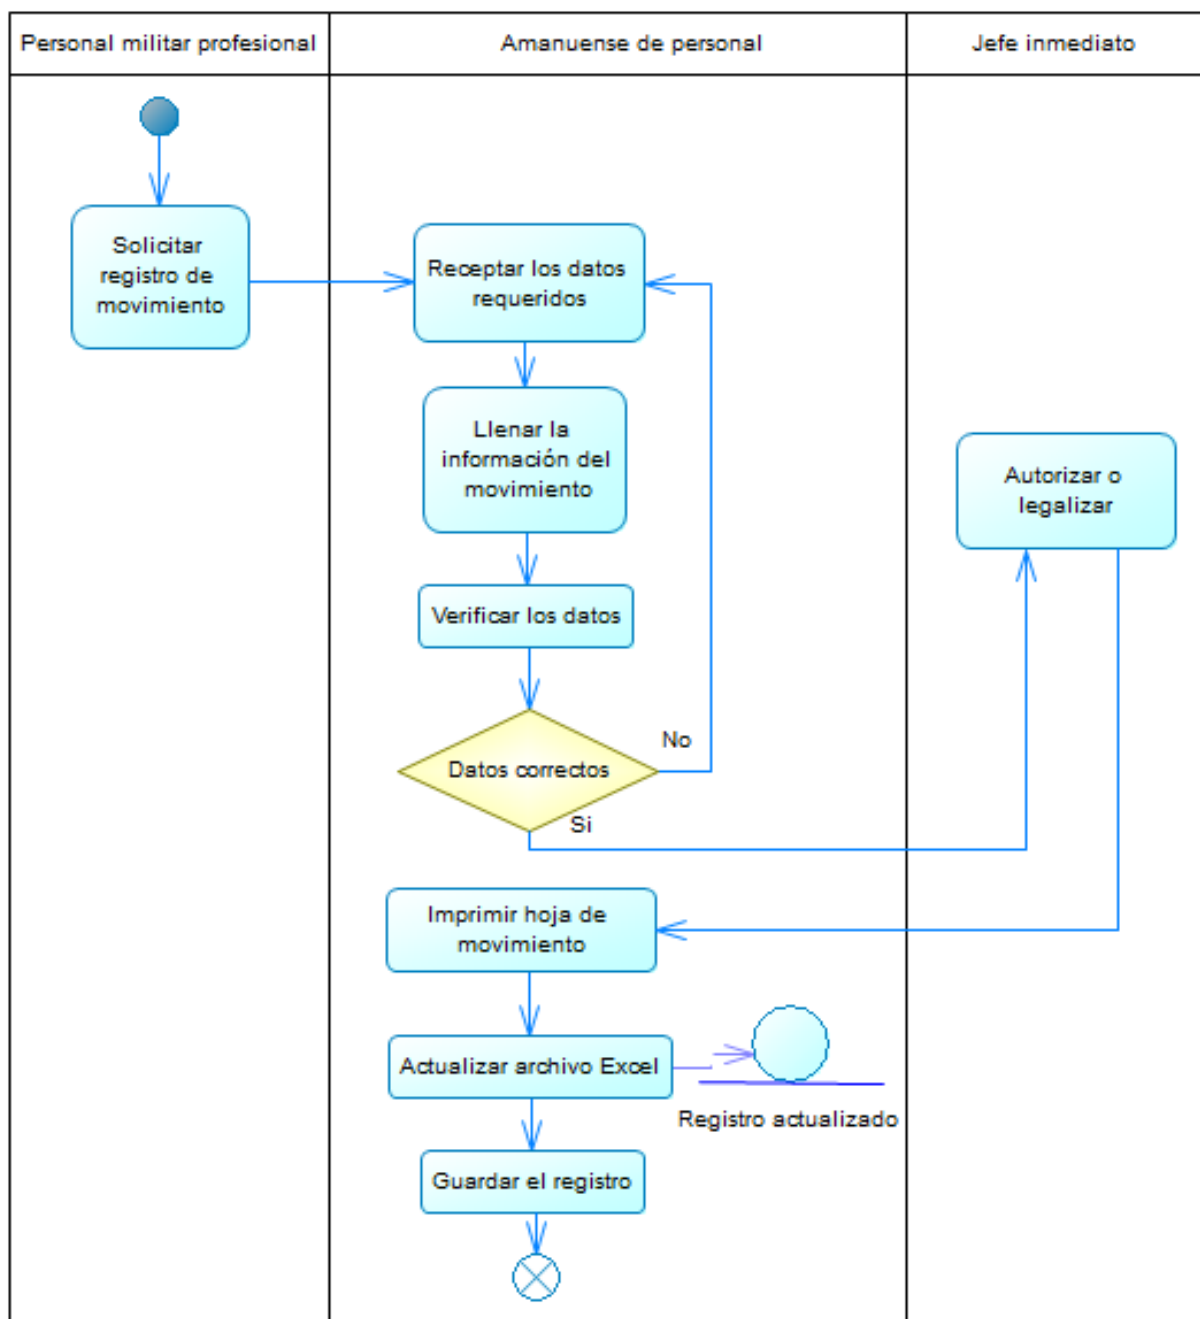 Personal militar profesional
Amanuense de personal
Jefe inmediato
Solicitar
registro de
movimiento
Receptar los datos
requeridos
Llenar la
información del
movimiento
Autorizar o
legalizar
Verificar los datos
No
Datos correctos
Si
Imprimir hoja de
movimiento
Actualizar archivo Excel
Registro actualizado
Guardar el registro